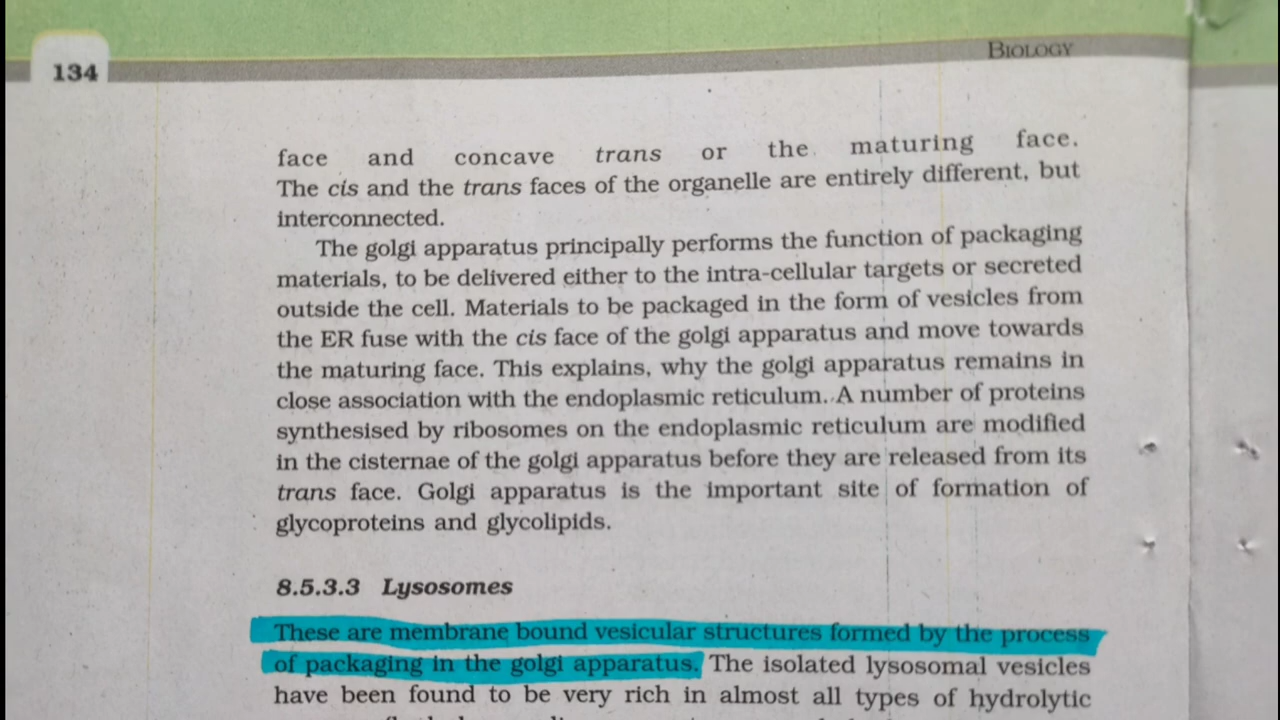 134
BIOLOGY
face and concave trans or the maturing face.
The cis and the trans faces of the organelle are entirely different, but
interconnected.
The golgi apparatus principally performs the function of packaging
materials, to be delivered either to the intra-cellular targets or secreted
outside the cell. Materials to be packaged in the form of vesicles from
the ER fuse with the cis face of the golgi apparatus and move towards
the maturing face. This explains, why the golgi apparatus remains in
close association with the endoplasmic reticulum. A number of proteins
synthesised by ribosomes on the endoplasmic reticulum are modified
in the cisternae of the golgi apparatus before they are released from its
trans face. Golgi apparatus is the important site of formation of
glycoproteins and glycolipids.
8.5.3.3 Lysosomes
These are membrane bound vesicular structures formed by the process
of packaging in the golgi apparatus. The isolated lysosomal vesicles
have been found to be very rich in almost all types of hydrolytic